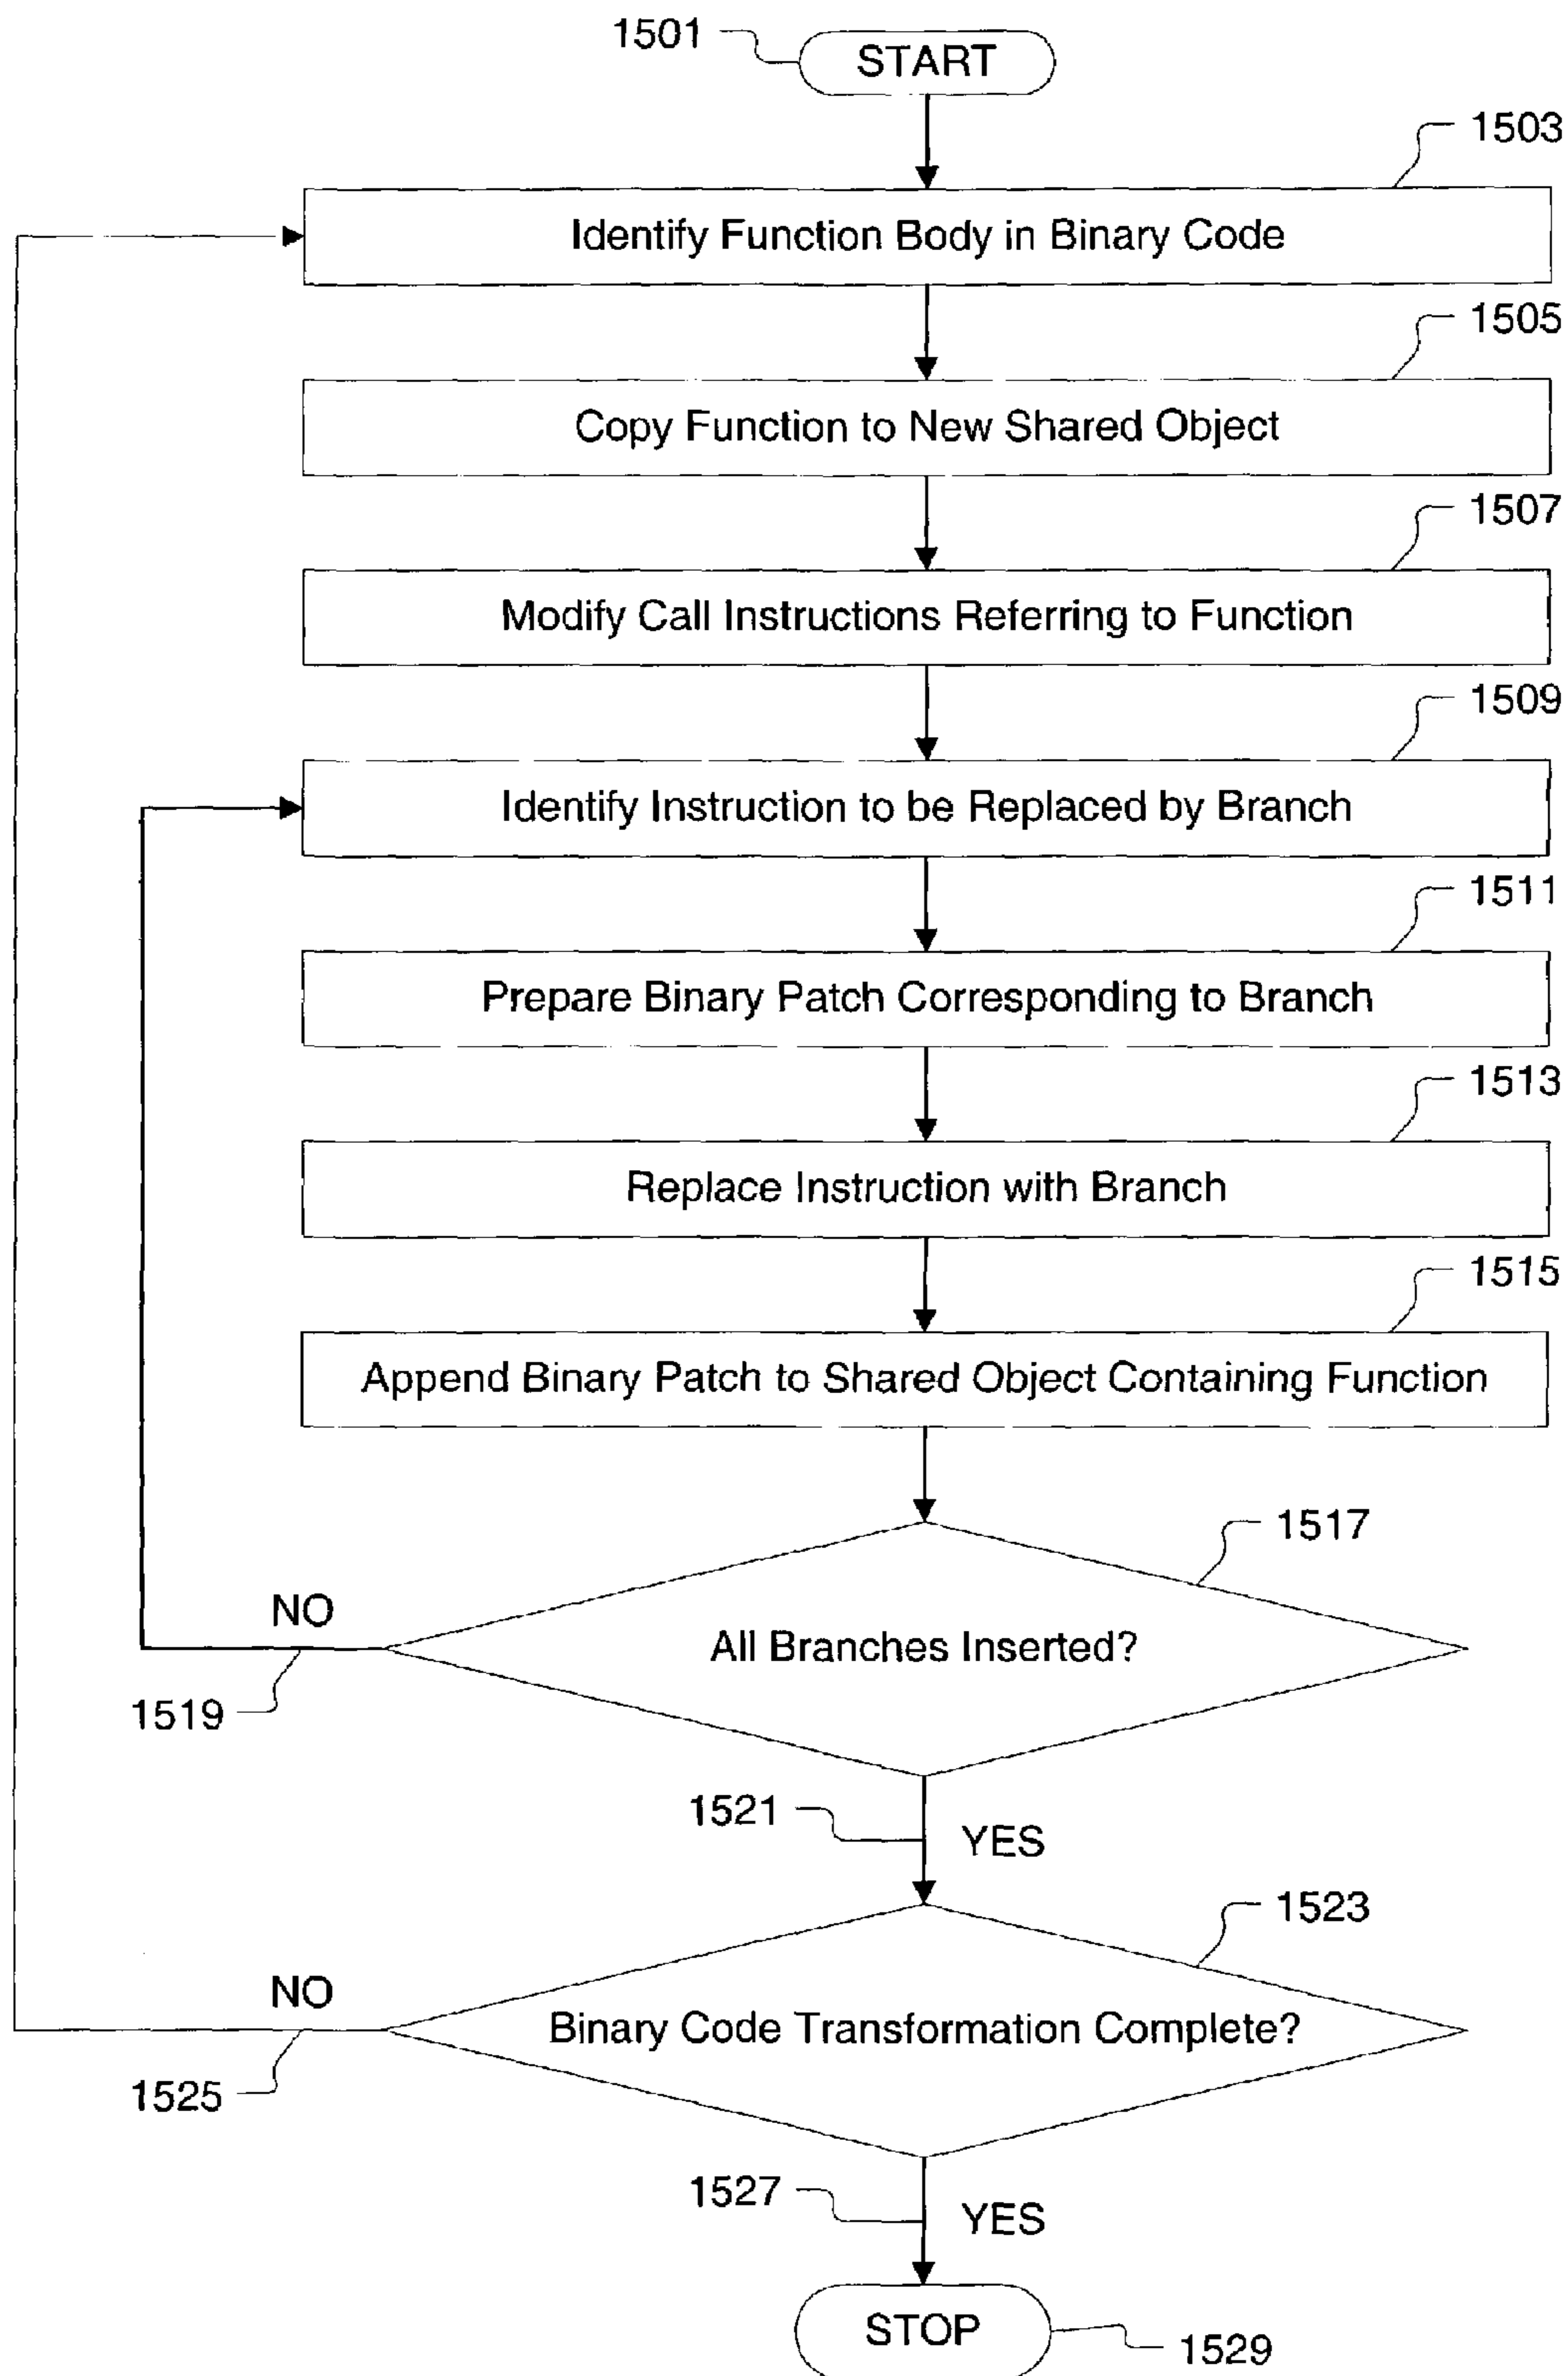 1501
START
1503
Identify Function Body in Binary Code
1505
Copy Function to New Shared Object
1507
Modify Call Instructions Referring to Function
1509
Identify Instruction to be Replaced by Branch
1511
Prepare Binary Patch Corresponding to Branch
1513
Replace Instruction with Branch
1515
Append Binary Patch to Shared Object Containing Function
1517
NO
All Branches Inserted?
1519
1521
YES
1523
NO
Binary Code Transformation Complete?
1525
1527
YES
STOP
1529